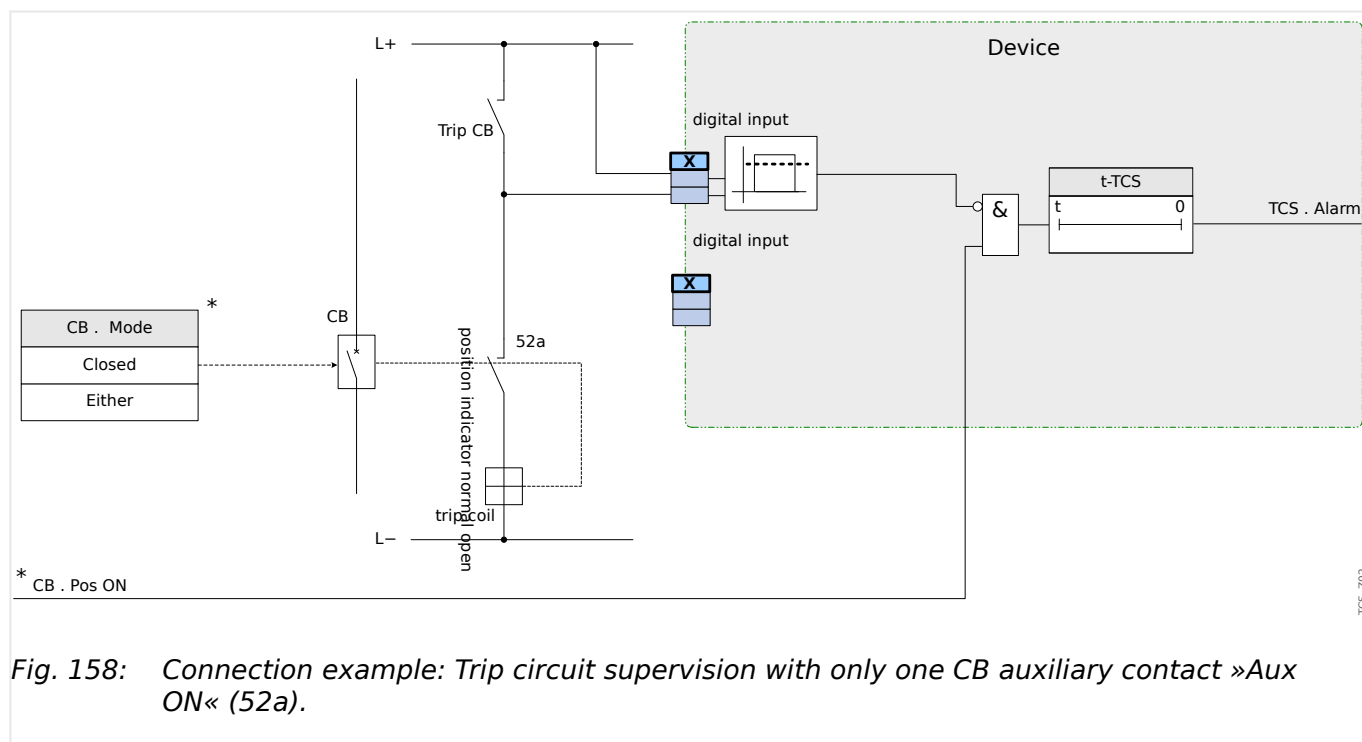 L+
Device
digital input
Trip CB
X
&
t-TCS
t 0
TCS . Alarm
digital input
X
*
CB . Mode
Closed
Either
CB
52a
position indicator normal open
trip coil
L−
* CB . Pos ON
Fig. 158: Connection example: Trip circuit supervision with only one CB auxiliary contact »Aux
ON« (52a).